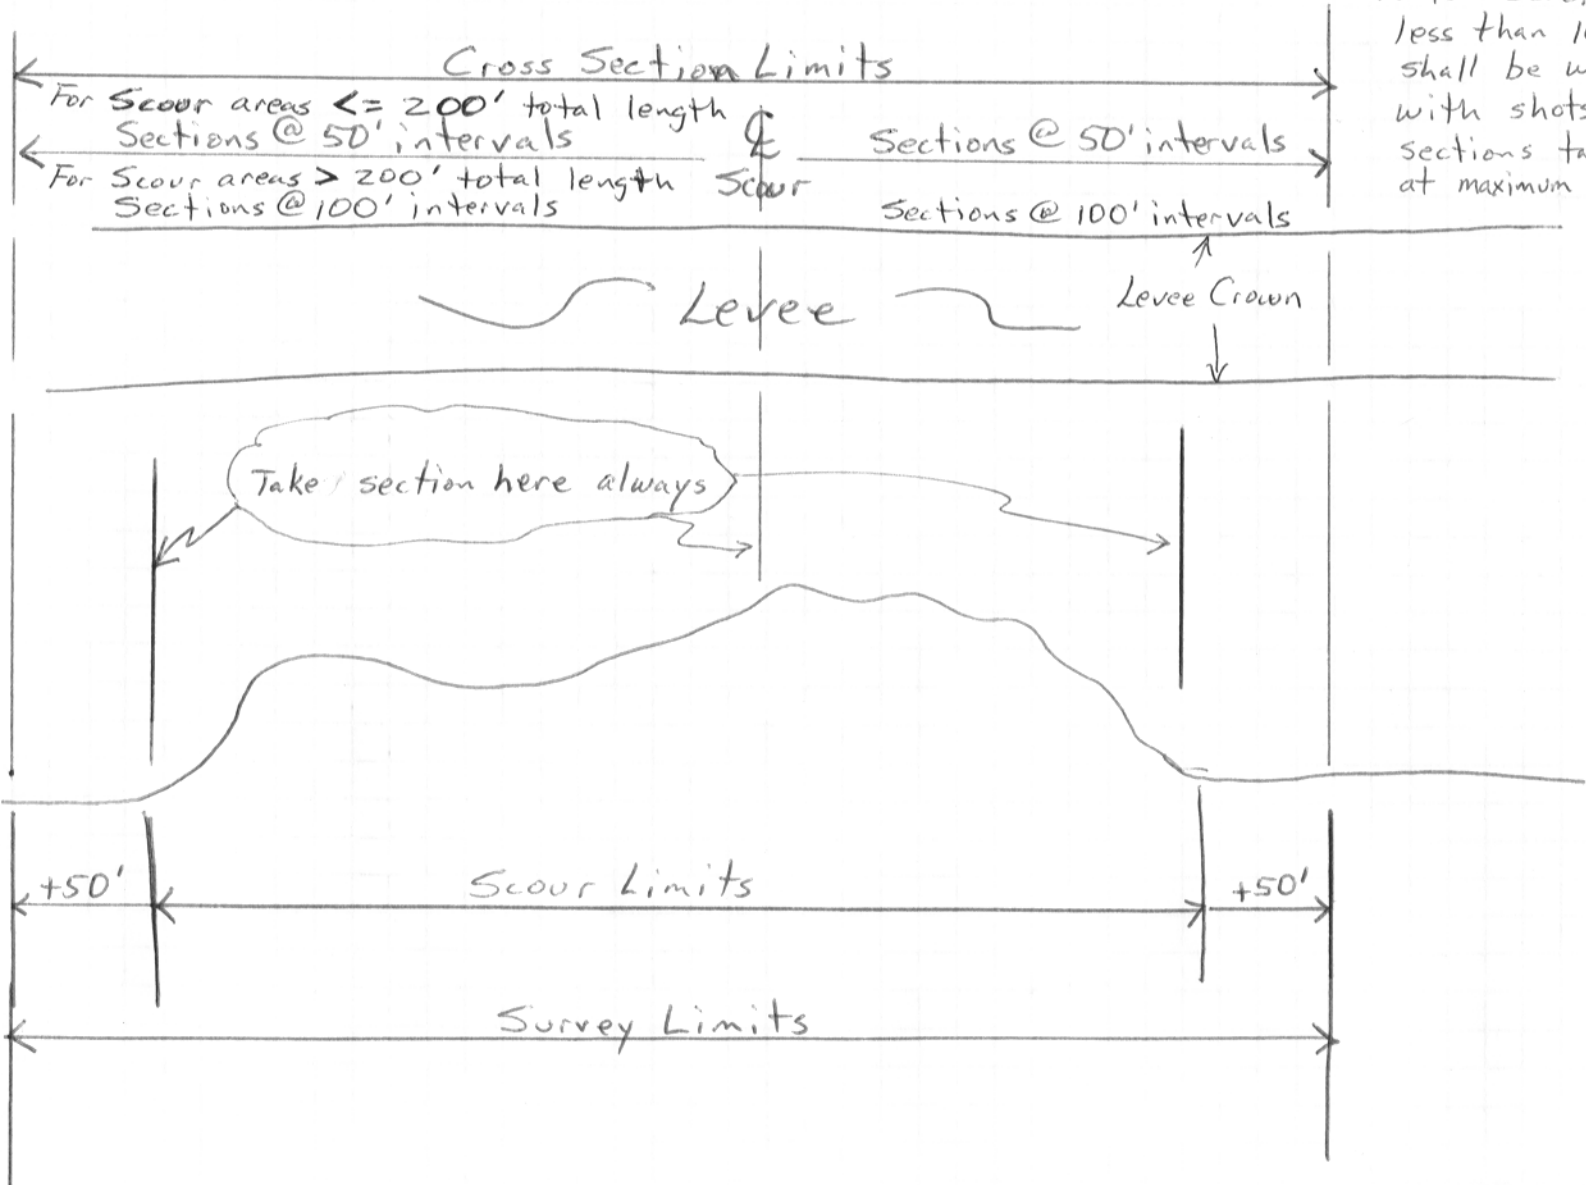 Cross Section Limits
For Scour areas <= 200' total length
Sections @ 50' intervals
℄
Sections @ 50' intervals
For Scour areas > 200' total length
Scour
Sections @ 100' intervals
Sections @ 100' intervals
less than
shall be
with shots
sections
at maximum
Levee
Levee Crown
Take section here always
+50'
Scour Limits
+50'
Survey Limits